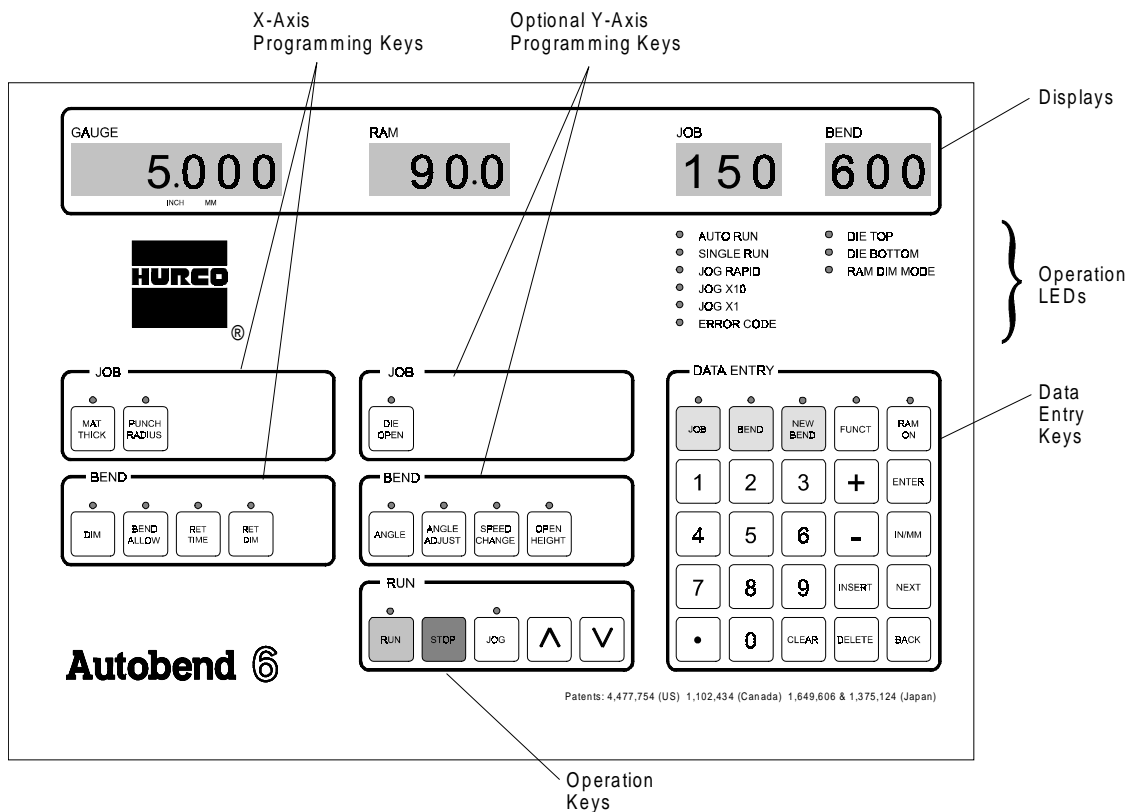 X-Axis
Programming Keys
Optional Y-Axis
Programming Keys
Displays
GAUGE
RAM
JOB
BEND
5.000
90.0
150
600
INCH MM
AUTO RUN
SINGLE RUN
JOG RAPID
JOG X10
JOG X1
ERROR CODE
DIE TOP
DIE BOTTOM
RAM DIM MODE
Operation
LEDs
HURCO
®
JOB
MAT
THICK
PUNCH
RADIUS
JOB
DIE
OPEN
BEND
DIM
BEND
ALLOW
RET
TIME
RET
DIM
BEND
ANGLE
ANGLE
ADJUST
SPEED
CHANGE
OPEN
HEIGHT
RUN
RUN
STOP
JOG
∧
∨
DATA ENTRY
JOB
BEND
NEW
BEND
FUNCT
RAM
ON
1 2 3 + ENTER
4 5 6 - IN/MM
7 8 9 INSERT NEXT
• 0 CLEAR DELETE BACK
Data
Entry
Keys
Autobend 6
Patents: 4,477,754 (US) 1,102,434 (Canada) 1,649,606 & 1,375,124 (Japan)
Operation
Keys